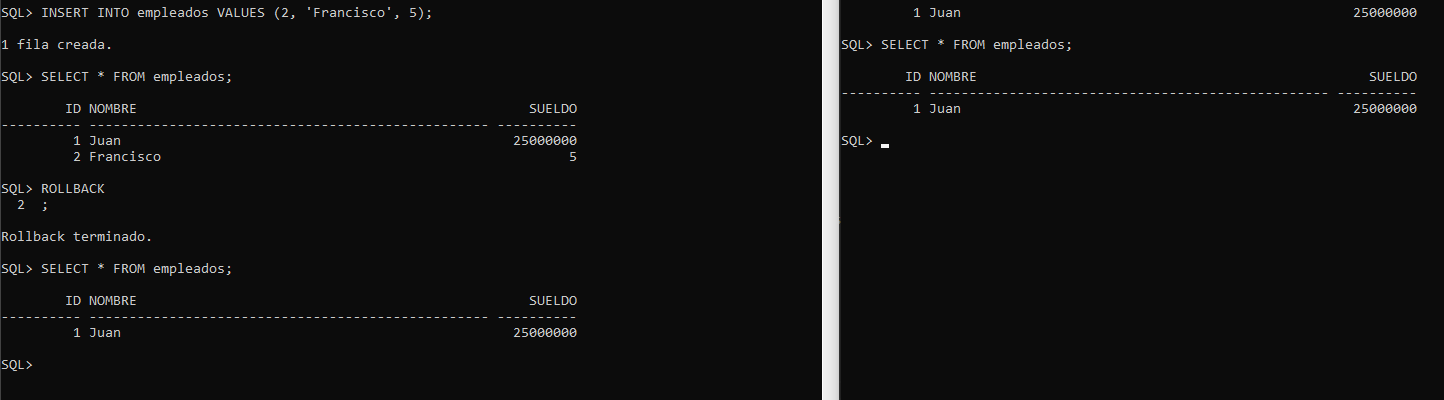 SQL> INSERT INTO empleados VALUES (2, 'Francisco', 5);
1 fila creada.
SQL> SELECT * FROM empleados;
ID NOMBRE SUELDO
---------- -------------------------------------------------- ----------
1 Juan 25000000
2 Francisco 5
SQL> ROLLBACK
2 ;
Rollback terminado.
SQL> SELECT * FROM empleados;
ID NOMBRE SUELDO
---------- -------------------------------------------------- ----------
1 Juan 25000000
SQL>
1 Juan 25000000
SQL> SELECT * FROM empleados;
ID NOMBRE SUELDO
---------- -------------------------------------------------- ----------
1 Juan 25000000
SQL>